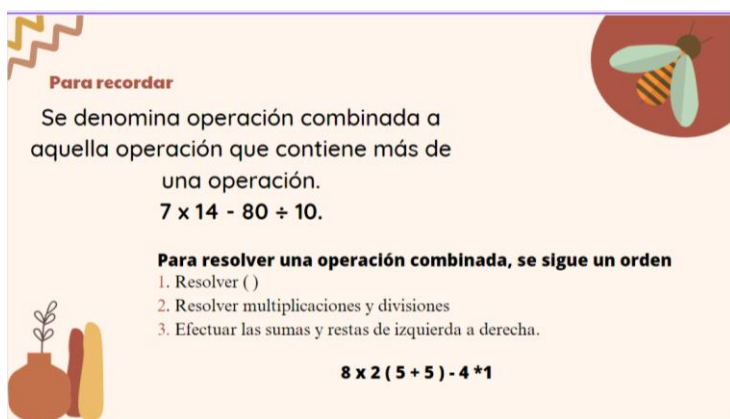 Para recordar
Se denomina operación combinada a
aquella operación que contiene más de
una operación.
7 x 14 - 80 ÷ 10.
Para resolver una operación combinada, se sigue un orden
1. Resolver ( )
2. Resolver multiplicaciones y divisiones
3. Efectuar las sumas y restas de izquierda a derecha.
8 x 2 ( 5 + 5 ) - 4 *1